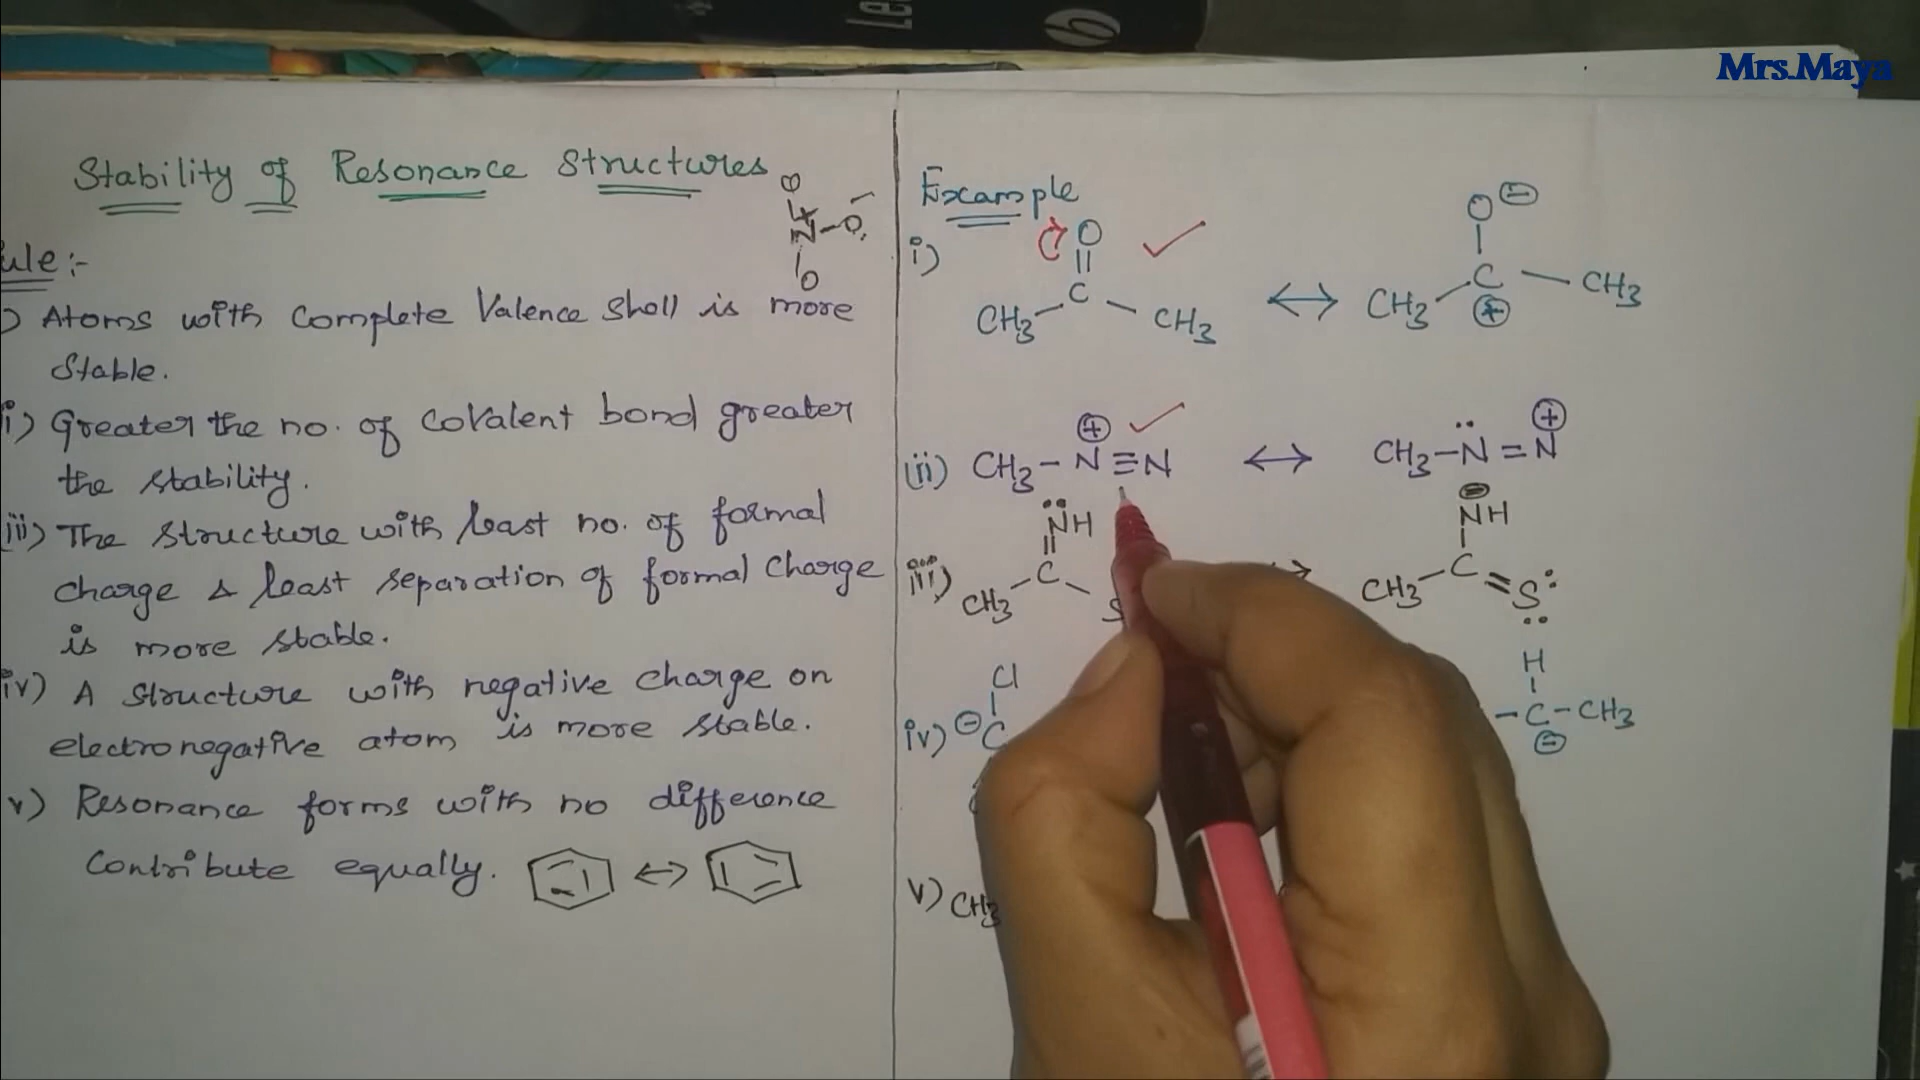 Mrs.Maya
Stability of Resonance Structures
ule :-
Atoms with complete Valence shell is more
stable.
i) Greater the no. of covalent bond greater
the stability.
iii) The structure with least no. of formal
charge & least separation of formal charge
is more stable.
iv) A structure with negative charge on
electronegative atom is more stable.
v) Resonance forms with no difference
contribute equally. ↔
O
N+-O-
O
Example
i) O
C
CH3 CH3 ↔
O⊖
C
CH3 ⊕ CH3
(ii) CH3-N⊕≡N ↔ CH3-N̈=N⊕
iii) N̈H
CH3 C S
⊖
NH
CH3 C=S
iv) Cl
⊖C
H
-C-CH3
⊖
v) CH3